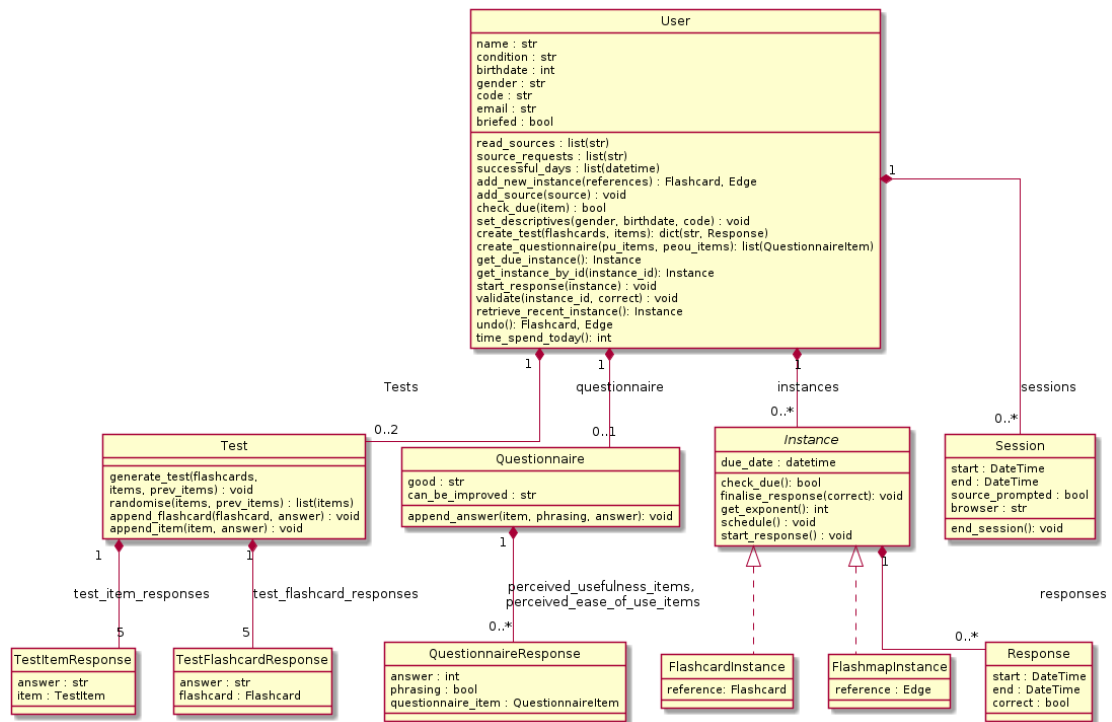 User
name : str
condition : str
birthdate : int
gender : str
code : str
email : str
briefed : bool
read_sources : list(str)
source_requests : list(str)
successful_days : list(datetime)
add_new_instance(references) : Flashcard, Edge
add_source(source) : void
check_due(item) : bool
set_descriptives(gender, birthdate, code) : void
create_test(flashcards, items): dict(str, Response)
create_questionnaire(pu_items, peou_items): list(QuestionnaireItem)
get_due_instance(): Instance
get_instance_by_id(instance_id): Instance
start_response(instance) : void
validate(instance_id, correct) : void
retrieve_recent_instance(): Instance
undo(): Flashcard, Edge
time_spend_today(): int
1
1
1
1
Tests
questionnaire
instances
sessions
0..2
0..1
0..*
0..*
Test
generate_test(flashcards,
items, prev_items) : void
randomise(items, prev_items) : list(items)
append_flashcard(flashcard, answer) : void
append_item(item, answer) : void
Questionnaire
good : str
can_be_improved : str
append_answer(item, phrasing, answer): void
Instance
due_date : datetime
check_due(): bool
finalise_response(correct): void
get_exponent(): int
schedule() : void
start_response() : void
Session
start : DateTime
end : DateTime
source_prompted : bool
browser : str
end_session(): void
1
1
1
1
test_item_responses
test_flashcard_responses
perceived_usefulness_items,
perceived_ease_of_use_items
responses
5
5
0..*
0..*
TestItemResponse
answer : str
item : TestItem
TestFlashcardResponse
answer : str
flashcard : Flashcard
QuestionnaireResponse
answer : int
phrasing : bool
questionnaire_item : QuestionnaireItem
FlashcardInstance
reference: Flashcard
FlashmapInstance
reference : Edge
Response
start : DateTime
end : DateTime
correct : bool